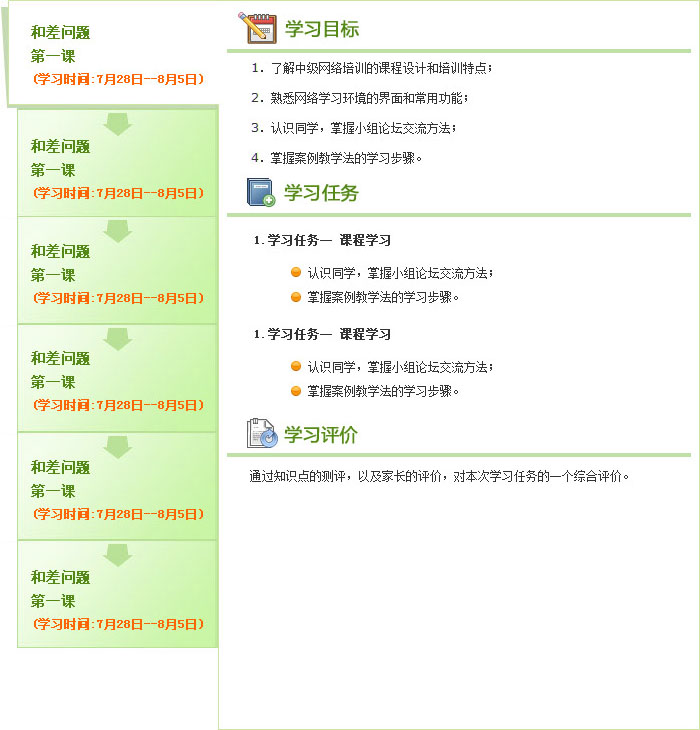 和差问题
第一课
(学习时间:7月28日--8月5日)
和差问题
第一课
(学习时间:7月28日--8月5日)
和差问题
第一课
(学习时间:7月28日--8月5日)
和差问题
第一课
(学习时间:7月28日--8月5日)
和差问题
第一课
(学习时间:7月28日--8月5日)
和差问题
第一课
(学习时间:7月28日--8月5日)
学习目标
1. 了解中级网络培训的课程设计和培训特点；
2. 熟悉网络学习环境的界面和常用功能；
3. 认识同学，掌握小组论坛交流方法；
4. 掌握案例教学法的学习步骤。
学习任务
1. 学习任务一 课程学习
认识同学，掌握小组论坛交流方法；
掌握案例教学法的学习步骤。
1. 学习任务一 课程学习
认识同学，掌握小组论坛交流方法；
掌握案例教学法的学习步骤。
学习评价
通过知识点的测评，以及家长的评价，对本次学习任务的一个综合评价。